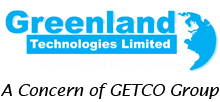 Greenland
Technologies Limited
A Concern of GETCO Group